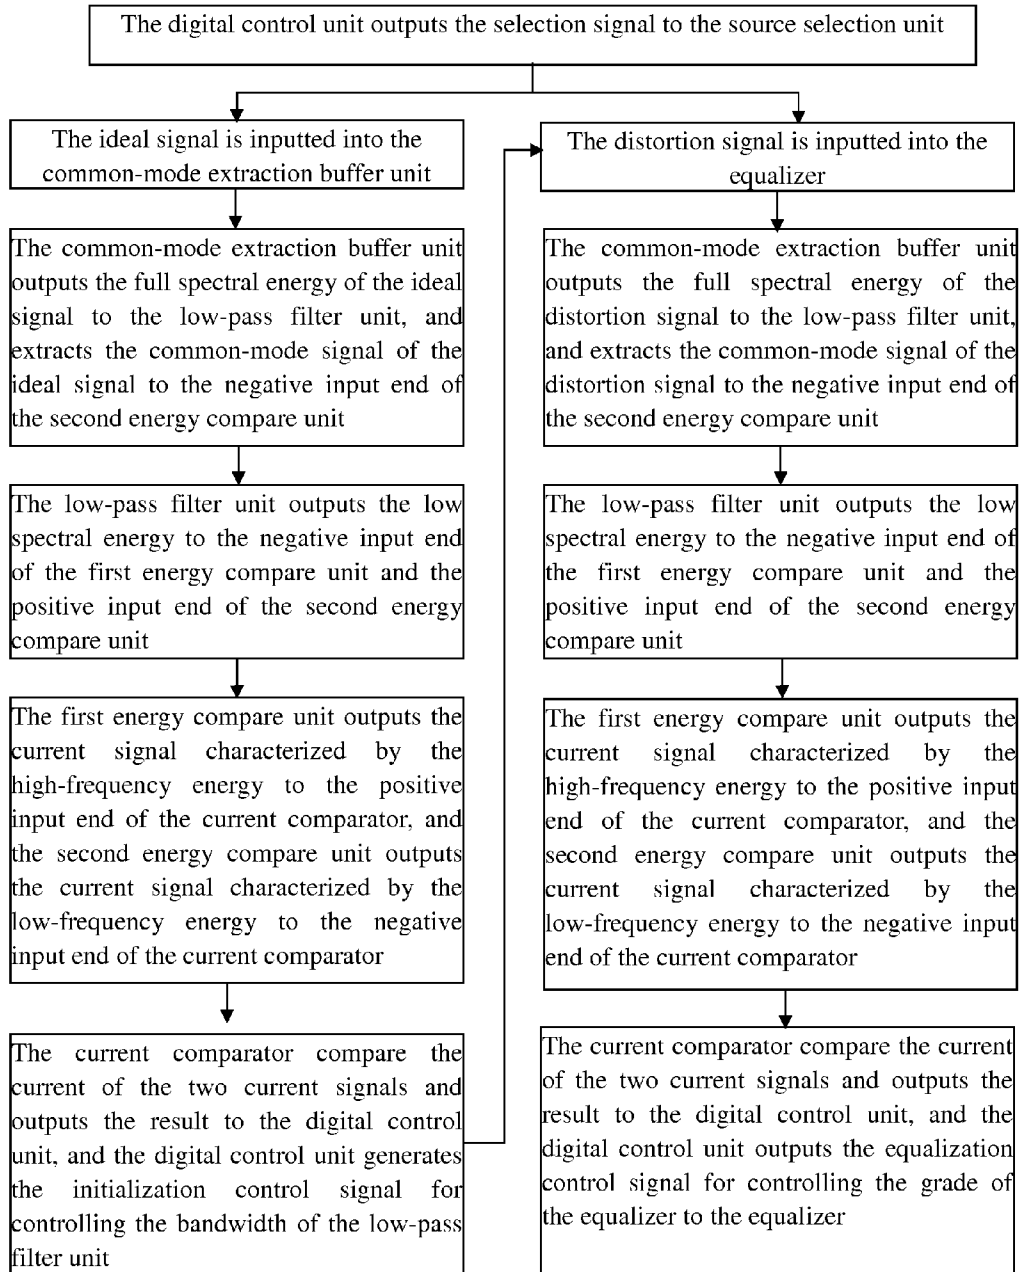 The digital control unit outputs the selection signal to the source selection unit
The ideal signal is inputted into the
common-mode extraction buffer unit
The common-mode extraction buffer unit
outputs the full spectral energy of the ideal
signal to the low-pass filter unit, and
extracts the common-mode signal of the
ideal signal to the negative input end of
the second energy compare unit
The low-pass filter unit outputs the low
spectral energy to the negative input end
of the first energy compare unit and the
positive input end of the second energy
compare unit
The first energy compare unit outputs the
current signal characterized by the
high-frequency energy to the positive
input end of the current comparator, and
the second energy compare unit outputs
the current signal characterized by the
low-frequency energy to the negative
input end of the current comparator
The current comparator compare the
current of the two current signals and
outputs the result to the digital control
unit, and the digital control unit generates
the initialization control signal for
controlling the bandwidth of the low-pass
filter unit
The distortion signal is inputted into the
equalizer
The common-mode extraction buffer unit
outputs the full spectral energy of the
distortion signal to the low-pass filter unit,
and extracts the common-mode signal of the
distortion signal to the negative input end of
the second energy compare unit
The low-pass filter unit outputs the low
spectral energy to the negative input end of
the first energy compare unit and the
positive input end of the second energy
compare unit
The first energy compare unit outputs the
current signal characterized by the
high-frequency energy to the positive input
end of the current comparator, and the
second energy compare unit outputs the
current signal characterized by the
low-frequency energy to the negative input
end of the current comparator
The current comparator compare the current
of the two current signals and outputs the
result to the digital control unit, and the
digital control unit outputs the equalization
control signal for controlling the grade of
the equalizer to the equalizer